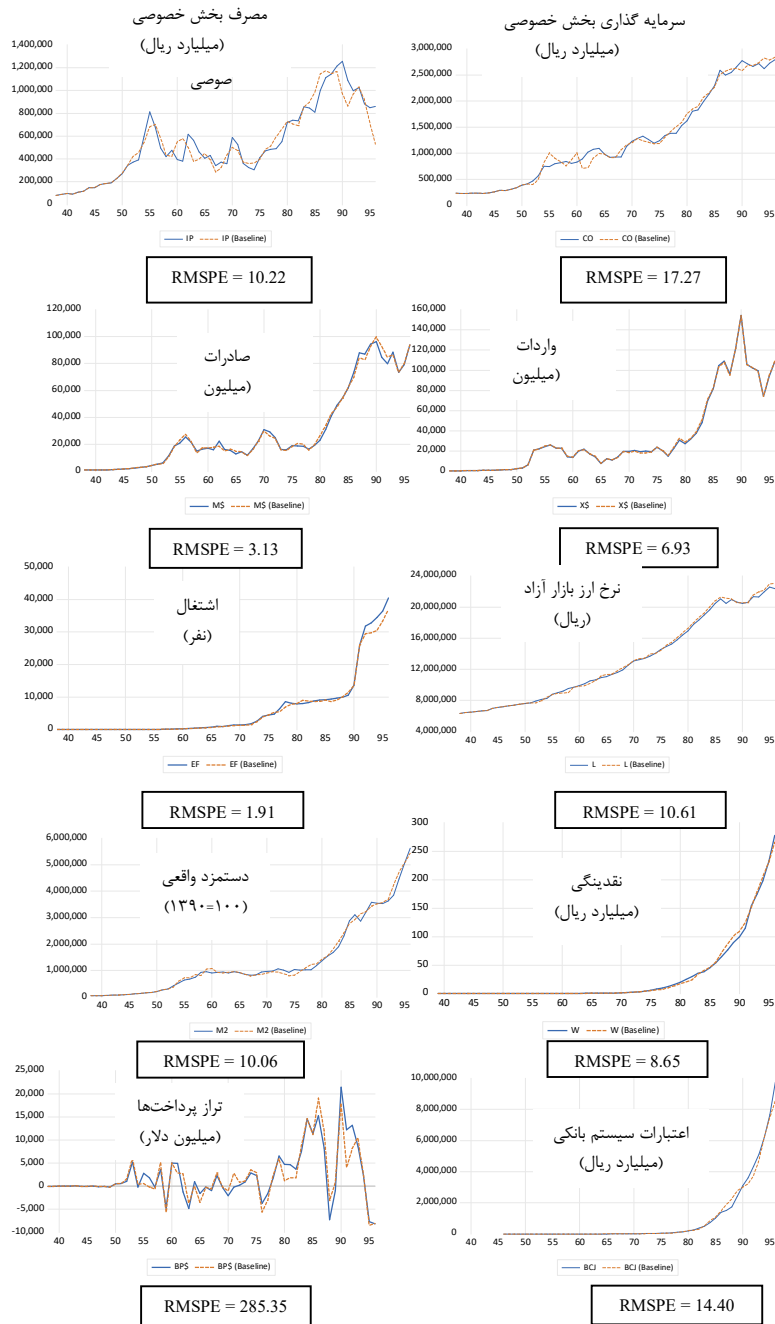 مصرف بخش خصوصی
(میلیارد ریال)
صوصی
1,400,000
1,200,000
1,000,000
800,000
600,000
400,000
200,000
0
40 45 50 55 60 65 70 75 80 85 90 95
IP IP (Baseline)
RMSPE = 10.22
سرمایه گذاری بخش خصوصی
(میلیارد ریال)
3,000,000
2,500,000
2,000,000
1,500,000
1,000,000
500,000
0
40 45 50 55 60 65 70 75 80 85 90 95
CO CO (Baseline)
RMSPE = 17.27
صادرات
(میلیون
120,000
100,000
80,000
60,000
40,000
20,000
0
40 45 50 55 60 65 70 75 80 85 90 95
M$ M$ (Baseline)
RMSPE = 3.13
واردات
(میلیون
160,000
140,000
120,000
100,000
80,000
60,000
40,000
20,000
0
40 45 50 55 60 65 70 75 80 85 90 95
X$ X$ (Baseline)
RMSPE = 6.93
اشتغال
(نفر)
50,000
40,000
30,000
20,000
10,000
0
40 45 50 55 60 65 70 75 80 85 90 95
EF EF (Baseline)
RMSPE = 1.91
نرخ ارز بازار آزاد
(ریال)
24,000,000
20,000,000
16,000,000
12,000,000
8,000,000
4,000,000
40 45 50 55 60 65 70 75 80 85 90 95
L L (Baseline)
RMSPE = 10.61
دستمزد واقعی
(۱۳۹۰=۱۰۰)
6,000,000
5,000,000
4,000,000
3,000,000
2,000,000
1,000,000
0
40 45 50 55 60 65 70 75 80 85 90 95
M2 M2 (Baseline)
RMSPE = 10.06
نقدینگی
(میلیارد ریال)
300
250
200
150
100
50
0
40 45 50 55 60 65 70 75 80 85 90 95
W W (Baseline)
RMSPE = 8.65
تراز پرداخت‌ها
(میلیون دلار)
25,000
20,000
15,000
10,000
5,000
0
-5,000
-10,000
40 45 50 55 60 65 70 75 80 85 90 95
BP$ BP$ (Baseline)
RMSPE = 285.35
اعتبارات سیستم بانکی
(میلیارد ریال)
10,000,000
8,000,000
6,000,000
4,000,000
2,000,000
0
40 45 50 55 60 65 70 75 80 85 90 95
BCJ BCJ (Baseline)
RMSPE = 14.40